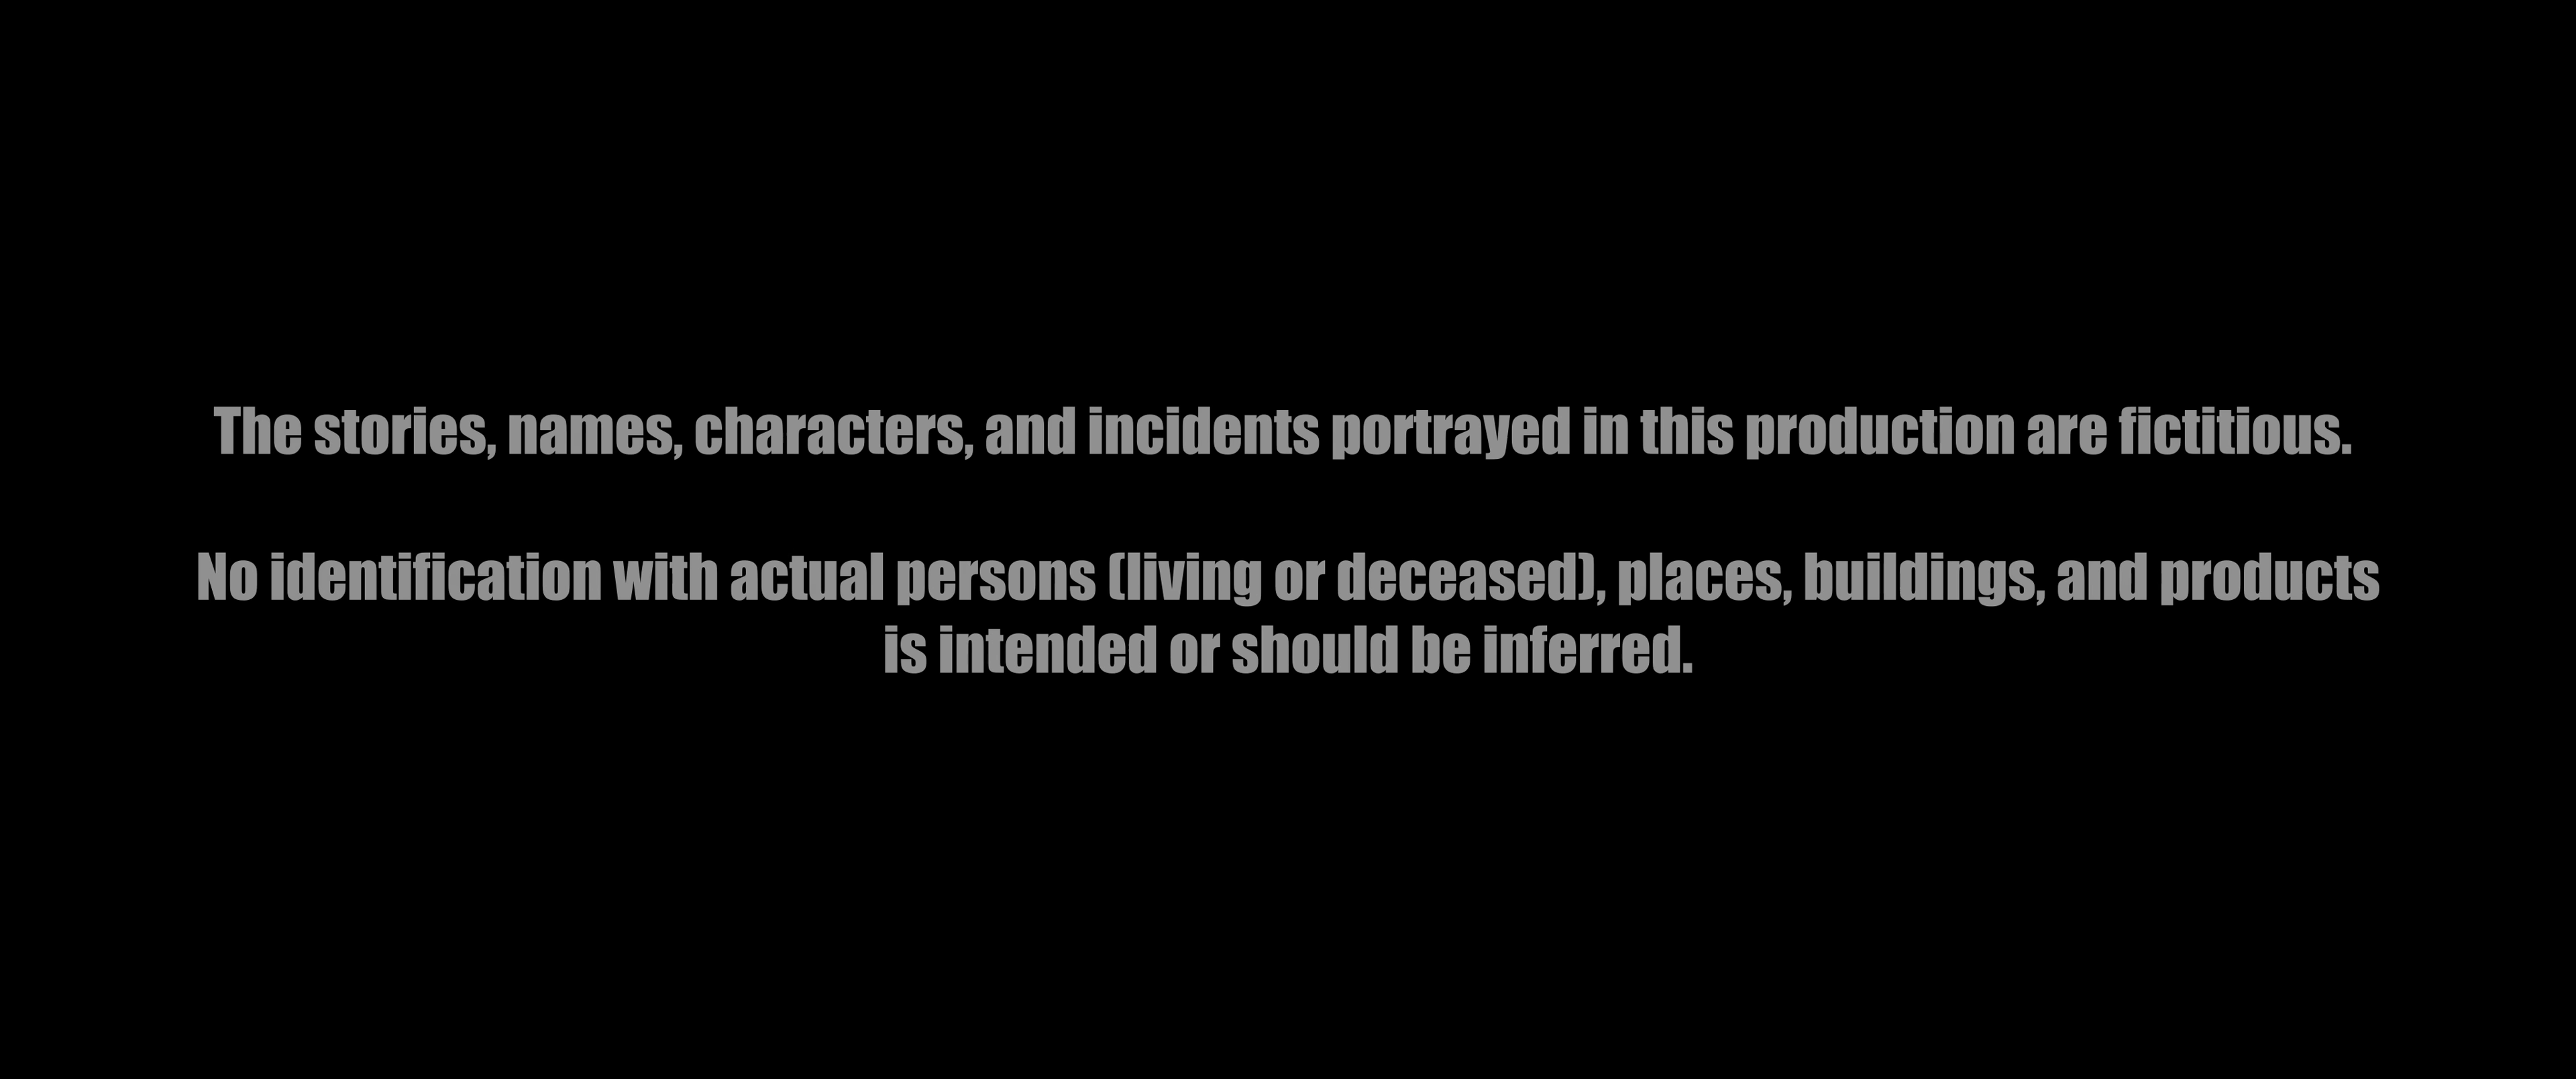 The stories, names, characters, and incidents portrayed in this production are fictitious.
No identification with actual persons (living or deceased), places, buildings, and products
is intended or should be inferred.